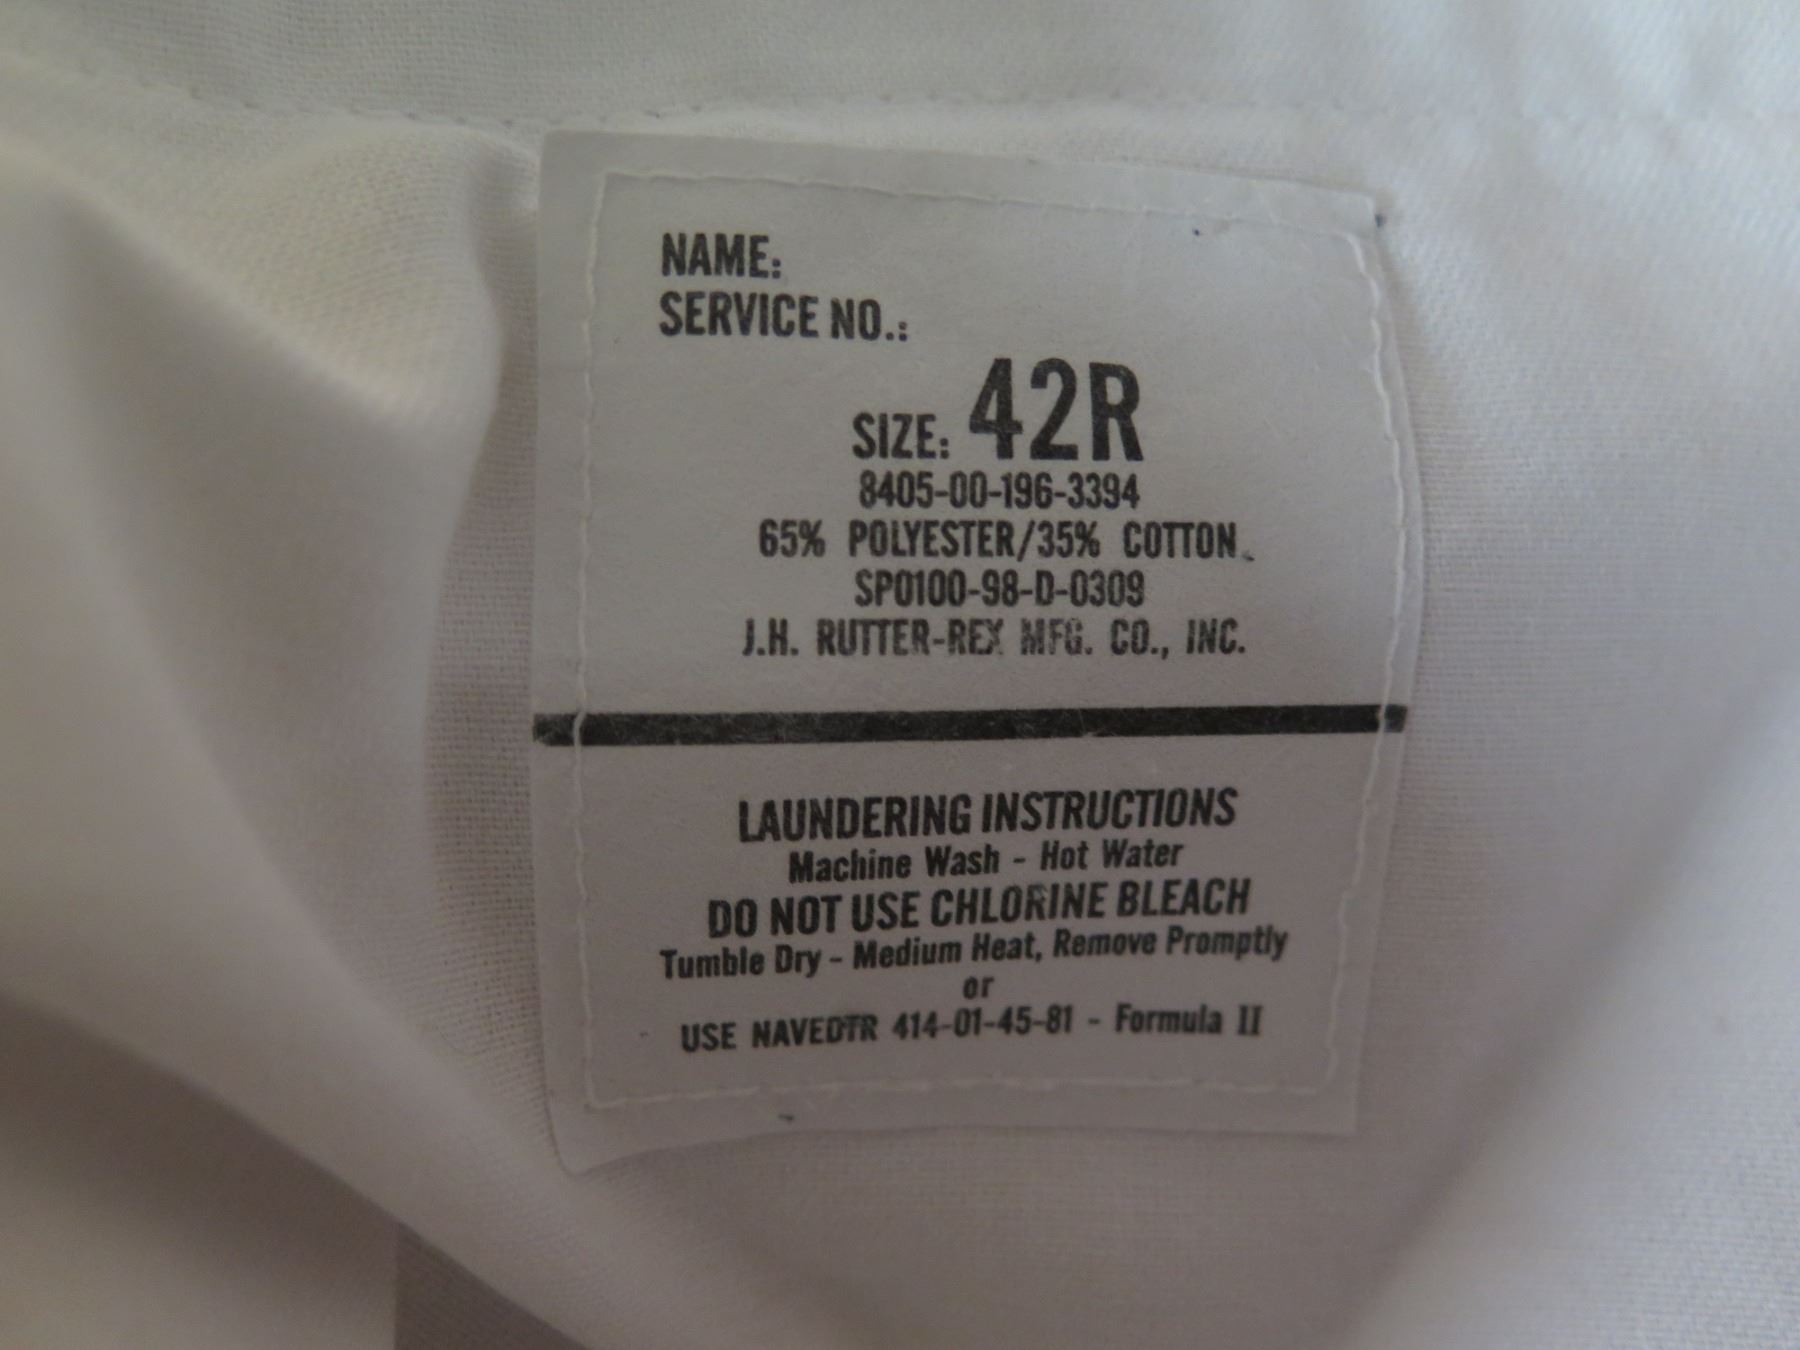 NAME:
SERVICE NO.:
SIZE: 42R
8405-00-196-3394
65% POLYESTER/35% COTTON
SP0100-98-D-0309
J.H. RUTTER-REX MFG. CO., INC.
LAUNDERING INSTRUCTIONS
Machine Wash - Hot Water
DO NOT USE CHLORINE BLEACH
Tumble Dry - Medium Heat, Remove Promptly
or
USE NAVEDTR 414-01-45-81 - Formula II